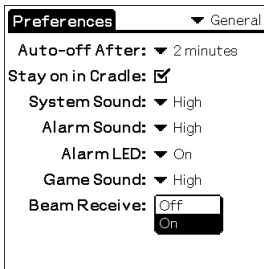 Preferences General
Auto-off After: 2 minutes
Stay on in Cradle:
System Sound: High
Alarm Sound: High
Alarm LED: On
Game Sound: High
Beam Receive: Off
On